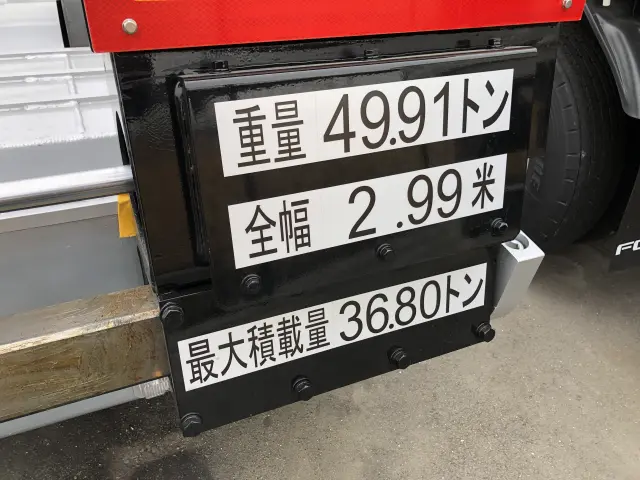 重量 49.91トン
全幅 2.99米
最大積載量 36.80トン